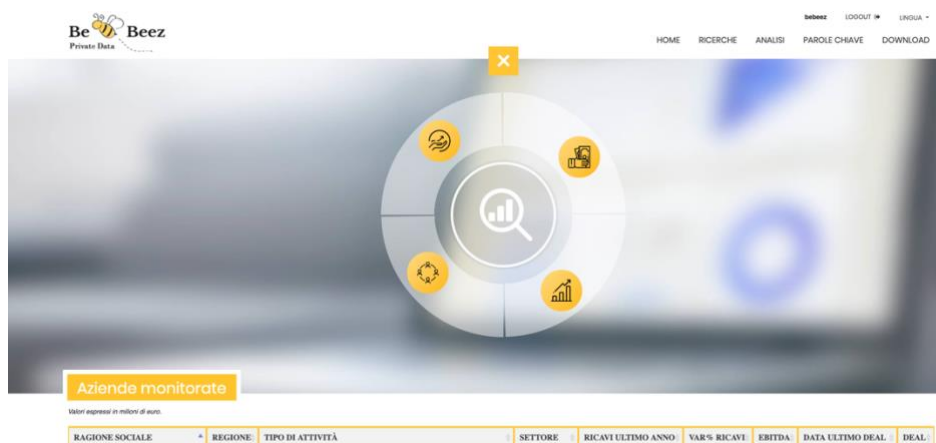 Be Beez
Private Data
bebeez LOGOUT LINGUA
HOME RICERCHE ANALISI PAROLE CHIAVE DOWNLOAD
Aziende monitorate
Valori espressi in milioni di euro.
RAGIONE SOCIALE REGIONE TIPO DI ATTIVITÀ SETTORE RICAVI ULTIMO ANNO VAR% RICAVI EBITDA DATA ULTIMO DEAL DEAL